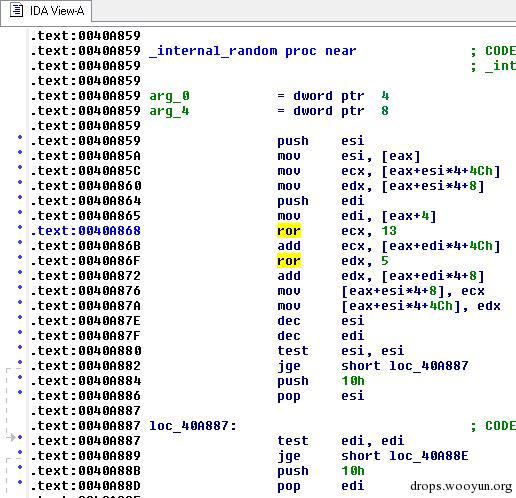 IDA View-A
.text:0040A859
.text:0040A859 _internal_random proc near ; CODE
.text:0040A859 ; _int
.text:0040A859
.text:0040A859 arg_0 = dword ptr 4
.text:0040A859 arg_4 = dword ptr 8
.text:0040A859
.text:0040A859 push esi
.text:0040A85A mov esi, [eax]
.text:0040A85C mov ecx, [eax+esi*4+4Ch]
.text:0040A860 mov edx, [eax+esi*4+8]
.text:0040A864 push edi
.text:0040A865 mov edi, [eax+4]
.text:0040A868 ror ecx, 13
.text:0040A86B add ecx, [eax+edi*4+4Ch]
.text:0040A86F ror edx, 5
.text:0040A872 add edx, [eax+edi*4+8]
.text:0040A876 mov [eax+esi*4+8], ecx
.text:0040A87A mov [eax+esi*4+4Ch], edx
.text:0040A87E dec esi
.text:0040A87F dec edi
.text:0040A880 test esi, esi
.text:0040A882 jge short loc_40A887
.text:0040A884 push 10h
.text:0040A886 pop esi
.text:0040A887
.text:0040A887 loc_40A887: ; CODE
.text:0040A887 test edi, edi
.text:0040A889 jge short loc_40A88E
.text:0040A88B push 10h
.text:0040A88D pop edi
drops.wooyun.org